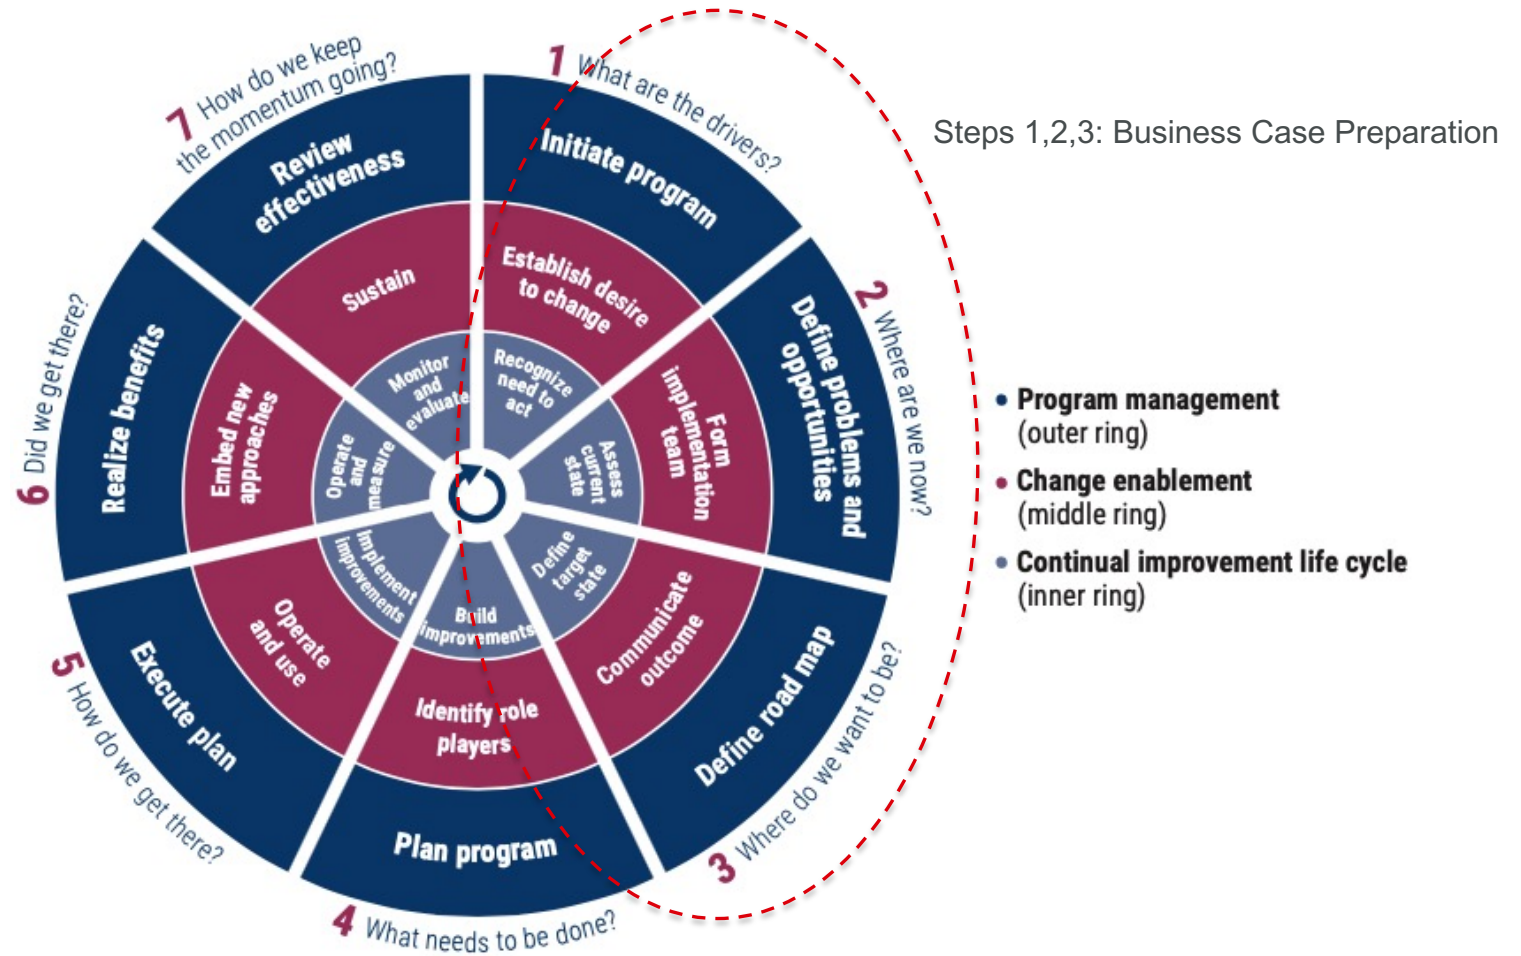 1 What are the drivers?
Initiate program
Establish desire
to change
Recognize
need to
act
2 Where are we now?
Define problems and
opportunities
Form
implementation
team
Assess
current
state
3 Where do we want to be?
Define road map
Communicate
outcome
Define
target
state
4 What needs to be done?
Plan program
Identify role
players
Build
improvements
5 How do we get there?
Execute plan
Operate
and use
Implement
improvements
6 Did we get there?
Realize benefits
Embed new
approaches
Operate
and
measure
7 How do we keep
the momentum going?
Review
effectiveness
Sustain
Monitor
and
evaluate
Steps 1,2,3: Business Case Preparation
• Program management
(outer ring)
• Change enablement
(middle ring)
• Continual improvement life cycle
(inner ring)